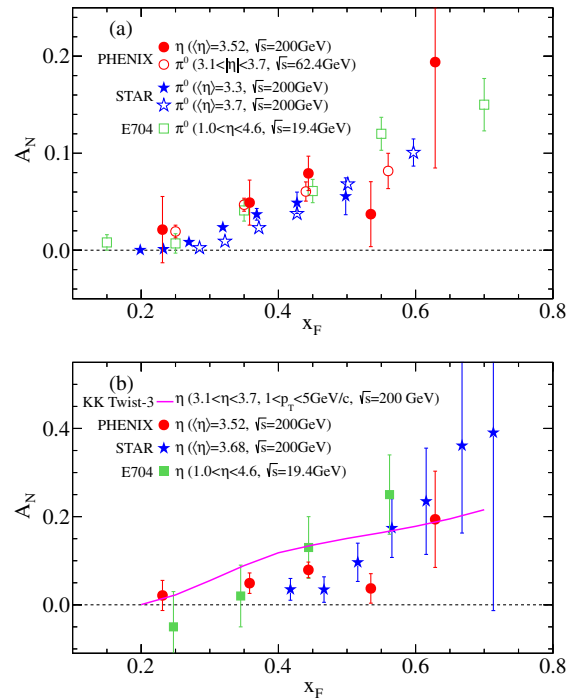 (a)
PHENIX
η (⟨η⟩=3.52, √s=200GeV)
π⁰ (3.1<|η|<3.7, √s=62.4GeV)
STAR
π⁰ (⟨η⟩=3.3, √s=200GeV)
π⁰ (⟨η⟩=3.7, √s=200GeV)
E704 π⁰ (1.0<η<4.6, √s=19.4GeV)
A_N
0.2
0.1
0.0
0.2 0.4 0.6 0.8
x_F
(b)
KK Twist-3 η (3.1<η<3.7, 1<p_T<5GeV/c, √s=200 GeV)
PHENIX η (⟨η⟩=3.52, √s=200GeV)
STAR η (⟨η⟩=3.68, √s=200GeV)
E704 η (1.0<η<4.6, √s=19.4GeV)
A_N
0.4
0.2
0.0
0.2 0.4 0.6 0.8
x_F